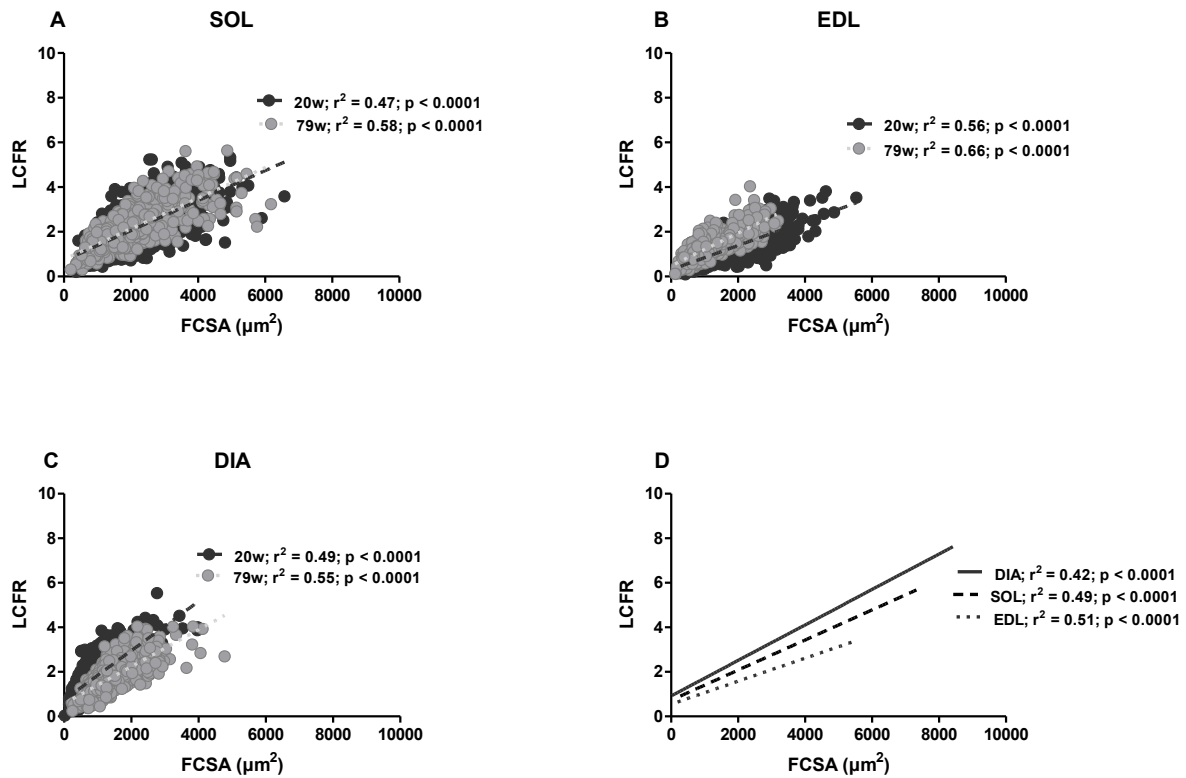 A SOL
10
8
6
4
2
0
LCFR
0 2000 4000 6000 8000 10000
FCSA (µm²)
20w; r² = 0.47; p < 0.0001
79w; r² = 0.58; p < 0.0001
B EDL
10
8
6
4
2
0
LCFR
0 2000 4000 6000 8000 10000
FCSA (µm²)
20w; r² = 0.56; p < 0.0001
79w; r² = 0.66; p < 0.0001
C DIA
10
8
6
4
2
0
LCFR
0 2000 4000 6000 8000 10000
FCSA (µm²)
20w; r² = 0.49; p < 0.0001
79w; r² = 0.55; p < 0.0001
D
10
8
6
4
2
0
LCFR
0 2000 4000 6000 8000 10000
FCSA (µm²)
DIA; r² = 0.42; p < 0.0001
SOL; r² = 0.49; p < 0.0001
EDL; r² = 0.51; p < 0.0001